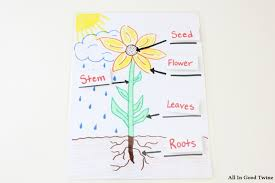 Seed
Flower
Stem
Leaves
Roots
All In Good Twine